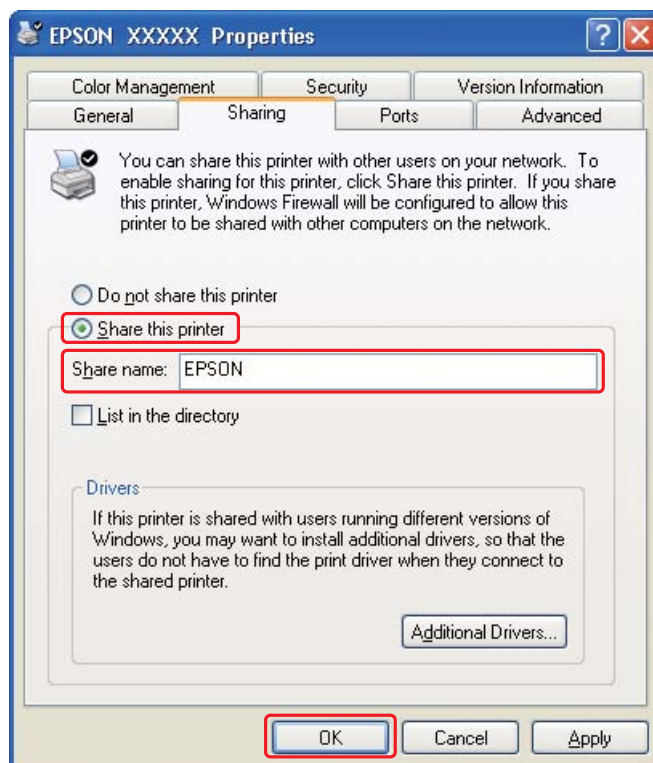 EPSON XXXXX Properties
Color Management Security Version Information
General Sharing Ports Advanced
You can share this printer with other users on your network. To
enable sharing for this printer, click Share this printer. If you share
this printer, Windows Firewall will be configured to allow this
printer to be shared with other computers on the network.
Do not share this printer
Share this printer
Share name: EPSON
List in the directory
Drivers
If this printer is shared with users running different versions of
Windows, you may want to install additional drivers, so that the
users do not have to find the print driver when they connect to
the shared printer.
Additional Drivers...
OK Cancel Apply